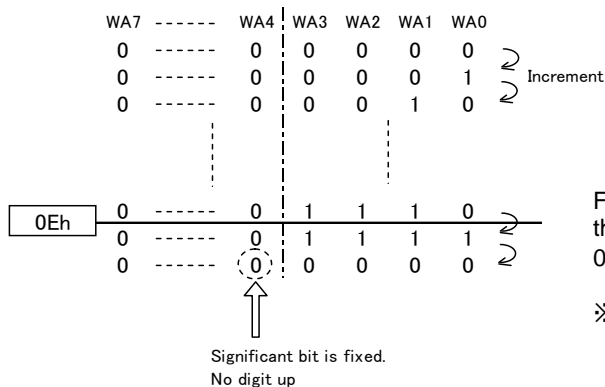 WA7 ------ WA4 WA3 WA2 WA1 WA0
0 ------ 0 0 0 0 0
0 ------ 0 0 0 0 1
Increment
0 ------ 0 0 0 1 0
0 ------ 0 1 1 1 0
0Eh
0 ------ 0 1 1 1 1
0 ------ 0 0 0 0 0
Significant bit is fixed.
No digit up
F
th
0
※